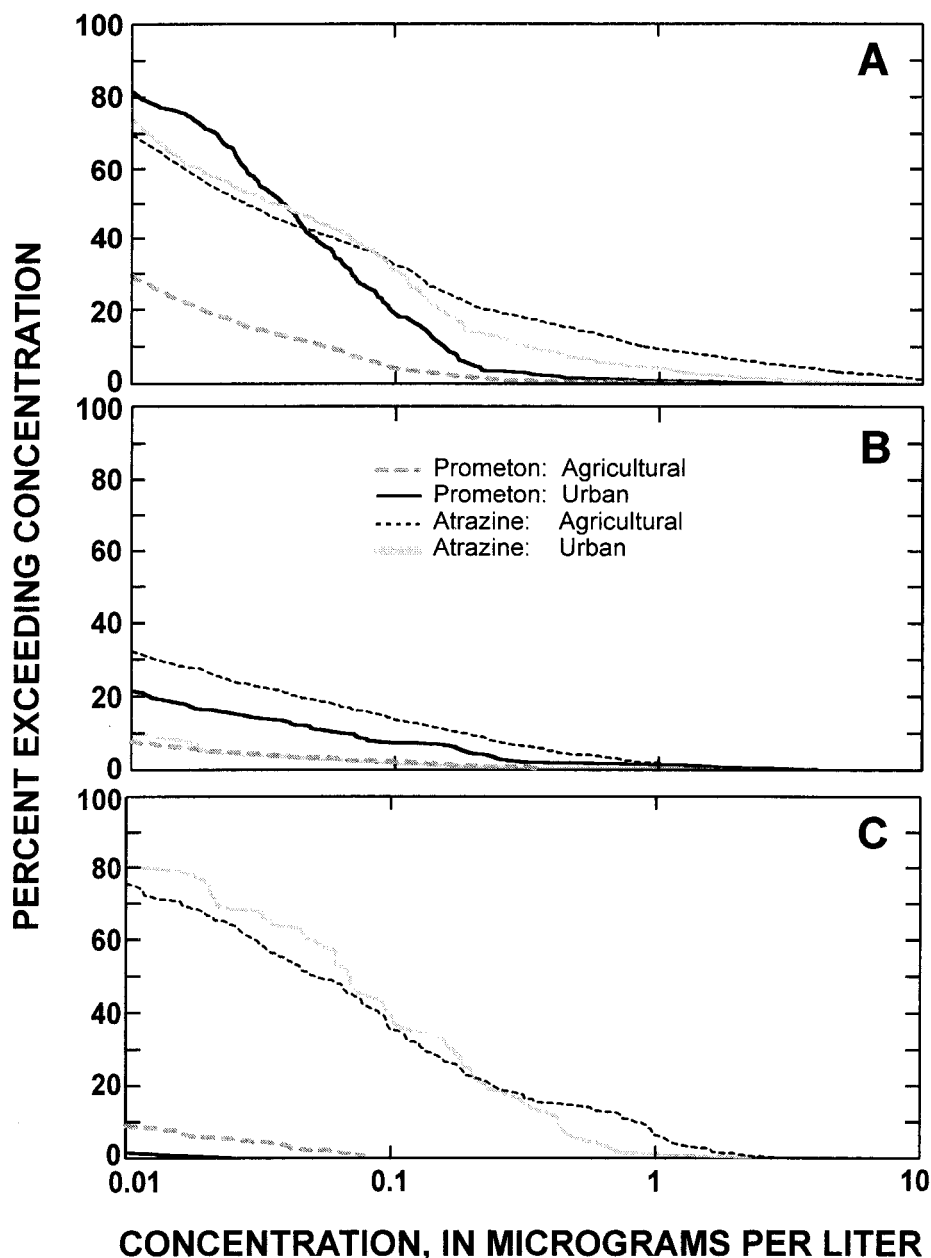 PERCENT EXCEEDING CONCENTRATION
A
100
80
60
40
20
0
B
100
80
60
40
20
0
Prometon: Agricultural
Prometon: Urban
Atrazine: Agricultural
Atrazine: Urban
C
100
80
60
40
20
0
0.01 0.1 1 10
CONCENTRATION, IN MICROGRAMS PER LITER